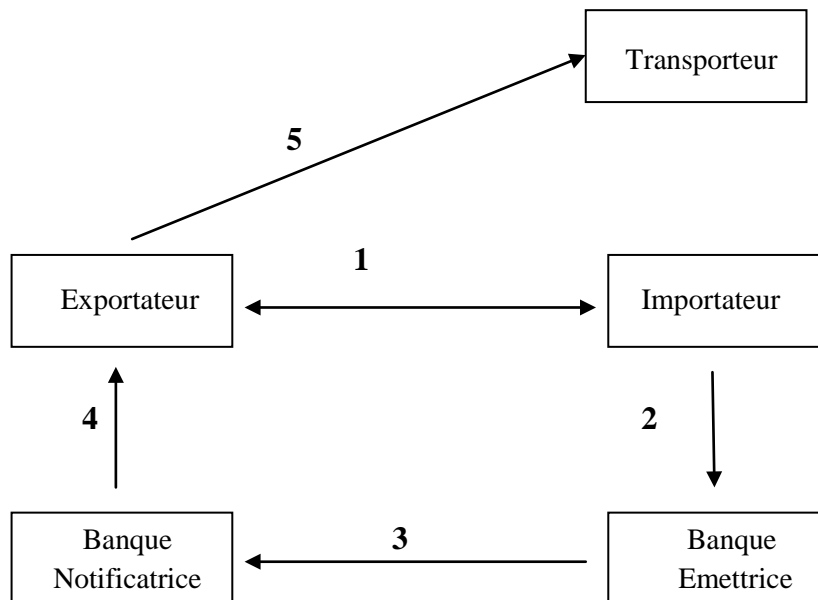 Transporteur
5
1
Exportateur
Importateur
4
2
Banque
Notificatrice
3
Banque
Emettrice